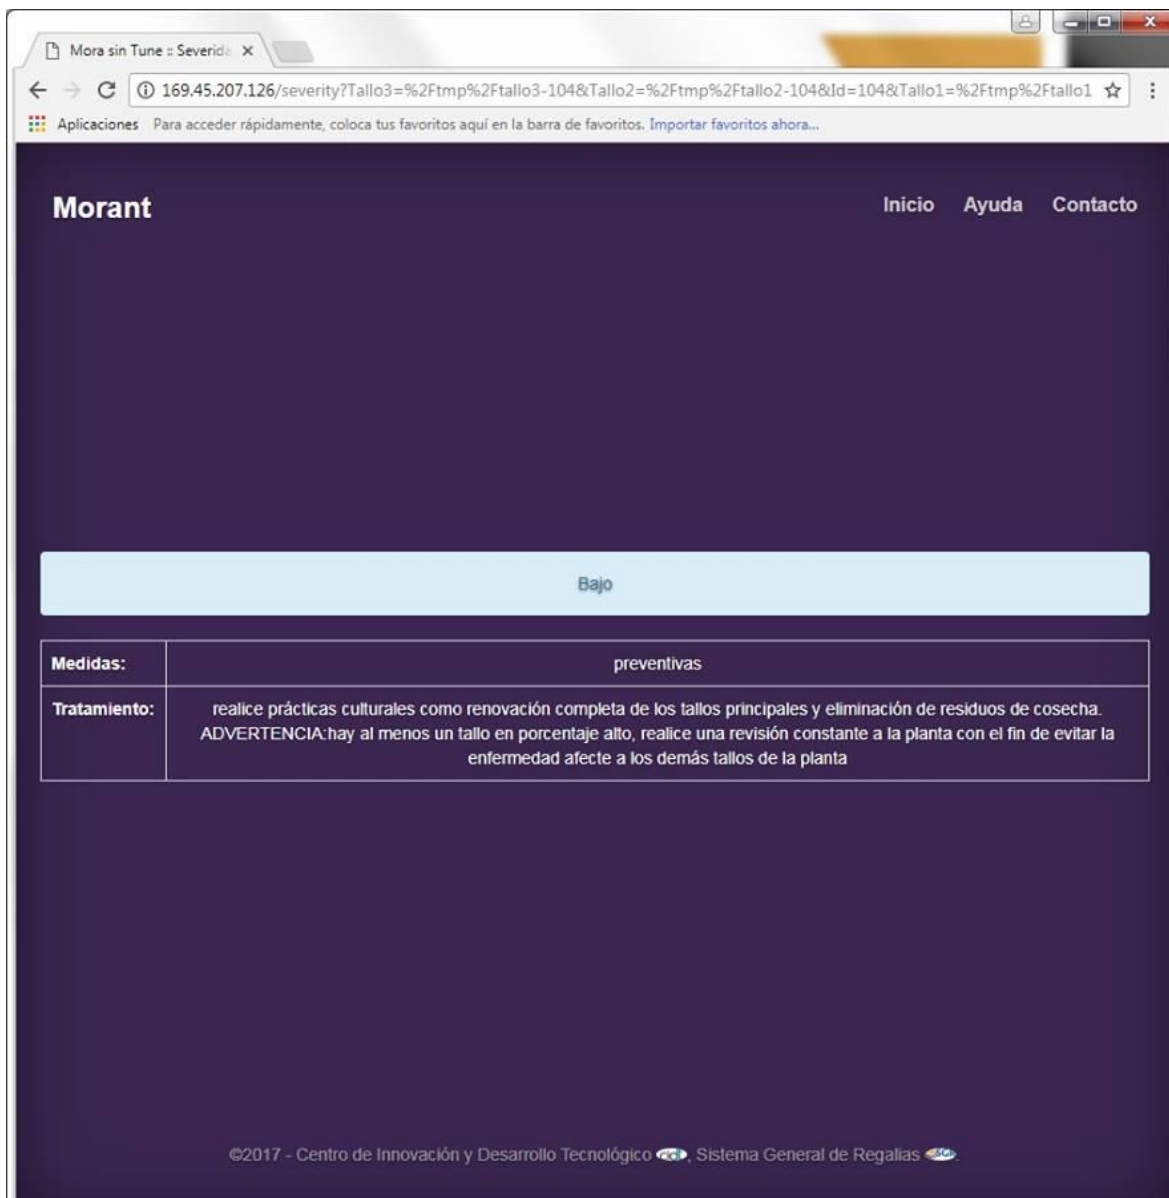 Mora sin Tune :: Severida
169.45.207.126/severity?Tallo3=%2Ftmp%2Ftallo3-104&Tallo2=%2Ftmp%2Ftallo2-104&Id=104&Tallo1=%2Ftmp%2Ftallo1
Aplicaciones Para acceder rápidamente, coloca tus favoritos aquí en la barra de favoritos. Importar favoritos ahora...
Morant Inicio Ayuda Contacto
Bajo
Medidas: preventivas
Tratamiento: realice prácticas culturales como renovación completa de los tallos principales y eliminación de residuos de cosecha.
ADVERTENCIA:hay al menos un tallo en porcentaje alto, realice una revisión constante a la planta con el fin de evitar la
enfermedad afecte a los demás tallos de la planta
©2017 - Centro de Innovación y Desarrollo Tecnológico cidt, Sistema General de Regalias SGR.